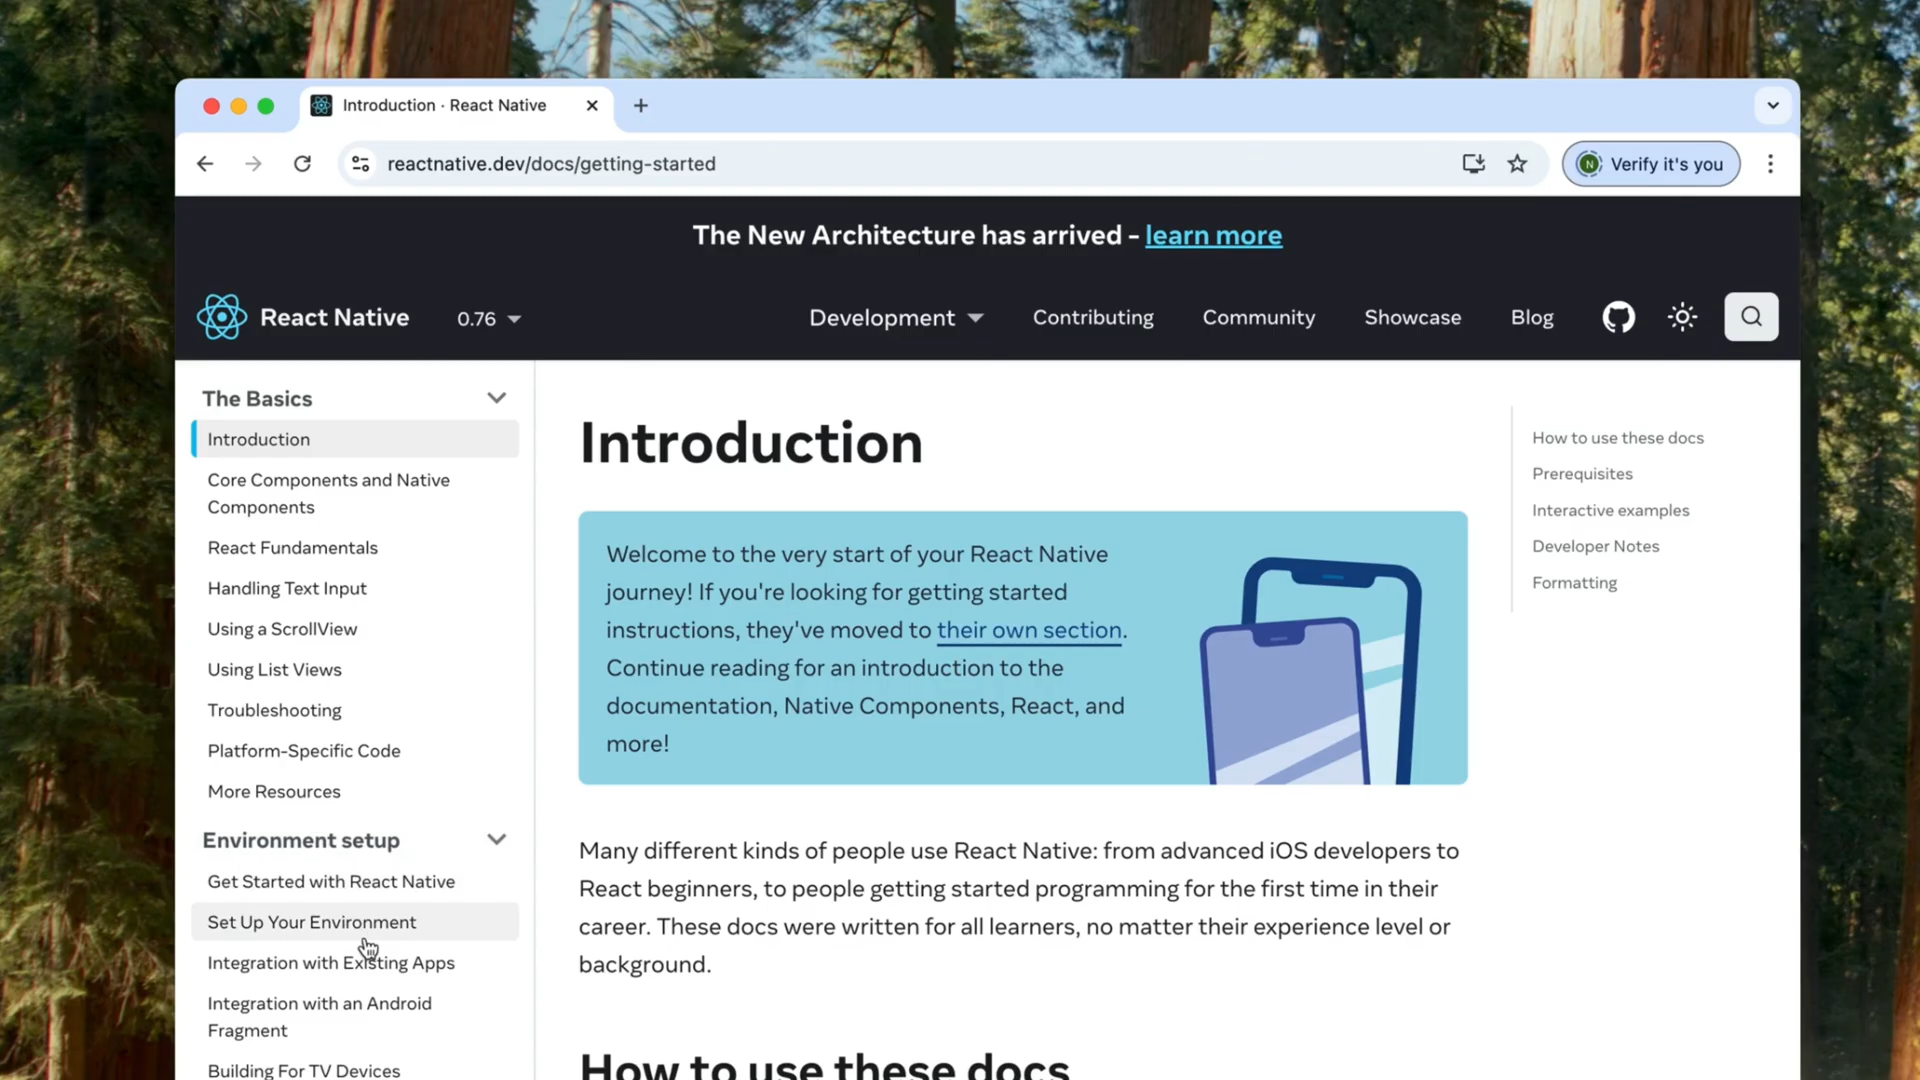 Introduction · React Native
reactnative.dev/docs/getting-started
N
Verify it's you
The New Architecture has arrived - learn more
React Native
0.76
Development
Contributing
Community
Showcase
Blog
The Basics
Introduction
Core Components and Native
Components
React Fundamentals
Handling Text Input
Using a ScrollView
Using List Views
Troubleshooting
Platform-Specific Code
More Resources
Environment setup
Get Started with React Native
Set Up Your Environment
Integration with Existing Apps
Integration with an Android
Fragment
Building For TV Devices
Introduction
Welcome to the very start of your React Native
journey! If you're looking for getting started
instructions, they've moved to their own section.
Continue reading for an introduction to the
documentation, Native Components, React, and
more!
Many different kinds of people use React Native: from advanced iOS developers to
React beginners, to people getting started programming for the first time in their
career. These docs were written for all learners, no matter their experience level or
background.
How to use these docs
How to use these docs
Prerequisites
Interactive examples
Developer Notes
Formatting